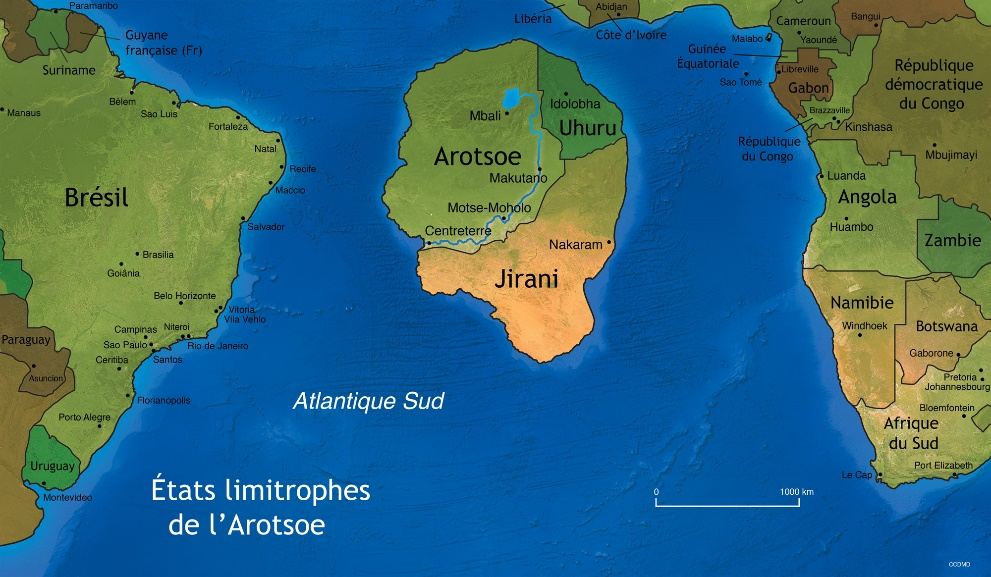 Paramaribo
Guyane
française (Fr)
Suriname
Bélem
Sao Luis
Manaus
Fortaleza
Natal
Recife
Maccio
Brésil
Salvador
Brasilia
Goiânia
Belo Horizonte
Vitoria
Vila Vehlo
Campinas
Niteroi
Sao Paulo
Rio de Janeiro
Santos
Ceritiba
Paraguay
Asuncion
Florianopolis
Porto Alegre
Uruguay
Montevideo
Libéria
Abidjan
Côte d'Ivoire
Mbali
Idolobha
Uhuru
Arotsoe
Makutano
Motse-Moholo
Centreterre
Nakaram
Jirani
Cameroun
Bangui
Malabo
Yaoundé
Guinée
Équatoriale
Libreville
Sao Tomé
Gabon
République
démocratique
du Congo
Brazzaville
Kinshasa
République
du Congo
Mbujimayi
Luanda
Angola
Huambo
Zambie
Namibie
Windhoek
Botswana
Gaborone
Pretoria
Johannesbourg
Bloemfontein
Afrique
du Sud
Port Elizabeth
Le Cap
Atlantique Sud
États limitrophes
de l'Arotsoe
0 1000 km
CCDMD